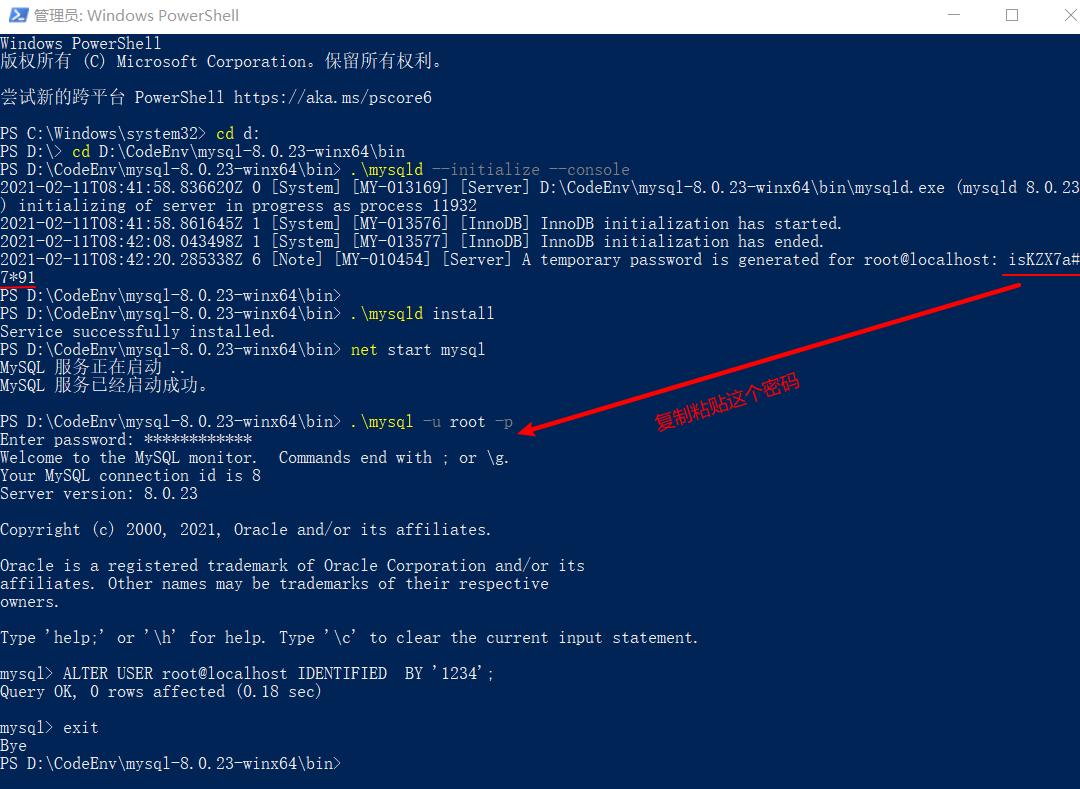 管理员: Windows PowerShell
Windows PowerShell
版权所有 (C) Microsoft Corporation。保留所有权利。
尝试新的跨平台 PowerShell https://aka.ms/pscore6
PS C:\Windows\system32> cd d:
PS D:\> cd D:\CodeEnv\mysql-8.0.23-winx64\bin
PS D:\CodeEnv\mysql-8.0.23-winx64\bin> .\mysqld --initialize --console
2021-02-11T08:41:58.836620Z 0 [System] [MY-013169] [Server] D:\CodeEnv\mysql-8.0.23-winx64\bin\mysqld.exe (mysqld 8.0.23
) initializing of server in progress as process 11932
2021-02-11T08:41:58.861645Z 1 [System] [MY-013576] [InnoDB] InnoDB initialization has started.
2021-02-11T08:42:08.043498Z 1 [System] [MY-013577] [InnoDB] InnoDB initialization has ended.
2021-02-11T08:42:20.285338Z 6 [Note] [MY-010454] [Server] A temporary password is generated for root@localhost: isKZX7a#
7*91
PS D:\CodeEnv\mysql-8.0.23-winx64\bin>
PS D:\CodeEnv\mysql-8.0.23-winx64\bin> .\mysqld install
Service successfully installed.
PS D:\CodeEnv\mysql-8.0.23-winx64\bin> net start mysql
MySQL 服务正在启动 ..
MySQL 服务已经启动成功。
复制粘贴这个密码
PS D:\CodeEnv\mysql-8.0.23-winx64\bin> .\mysql -u root -p
Enter password: ************
Welcome to the MySQL monitor.  Commands end with ; or \g.
Your MySQL connection id is 8
Server version: 8.0.23
Copyright (c) 2000, 2021, Oracle and/or its affiliates.
Oracle is a registered trademark of Oracle Corporation and/or its
affiliates. Other names may be trademarks of their respective
owners.
Type 'help;' or '\h' for help. Type '\c' to clear the current input statement.
mysql> ALTER USER root@localhost IDENTIFIED  BY '1234';
Query OK, 0 rows affected (0.18 sec)
mysql> exit
Bye
PS D:\CodeEnv\mysql-8.0.23-winx64\bin>